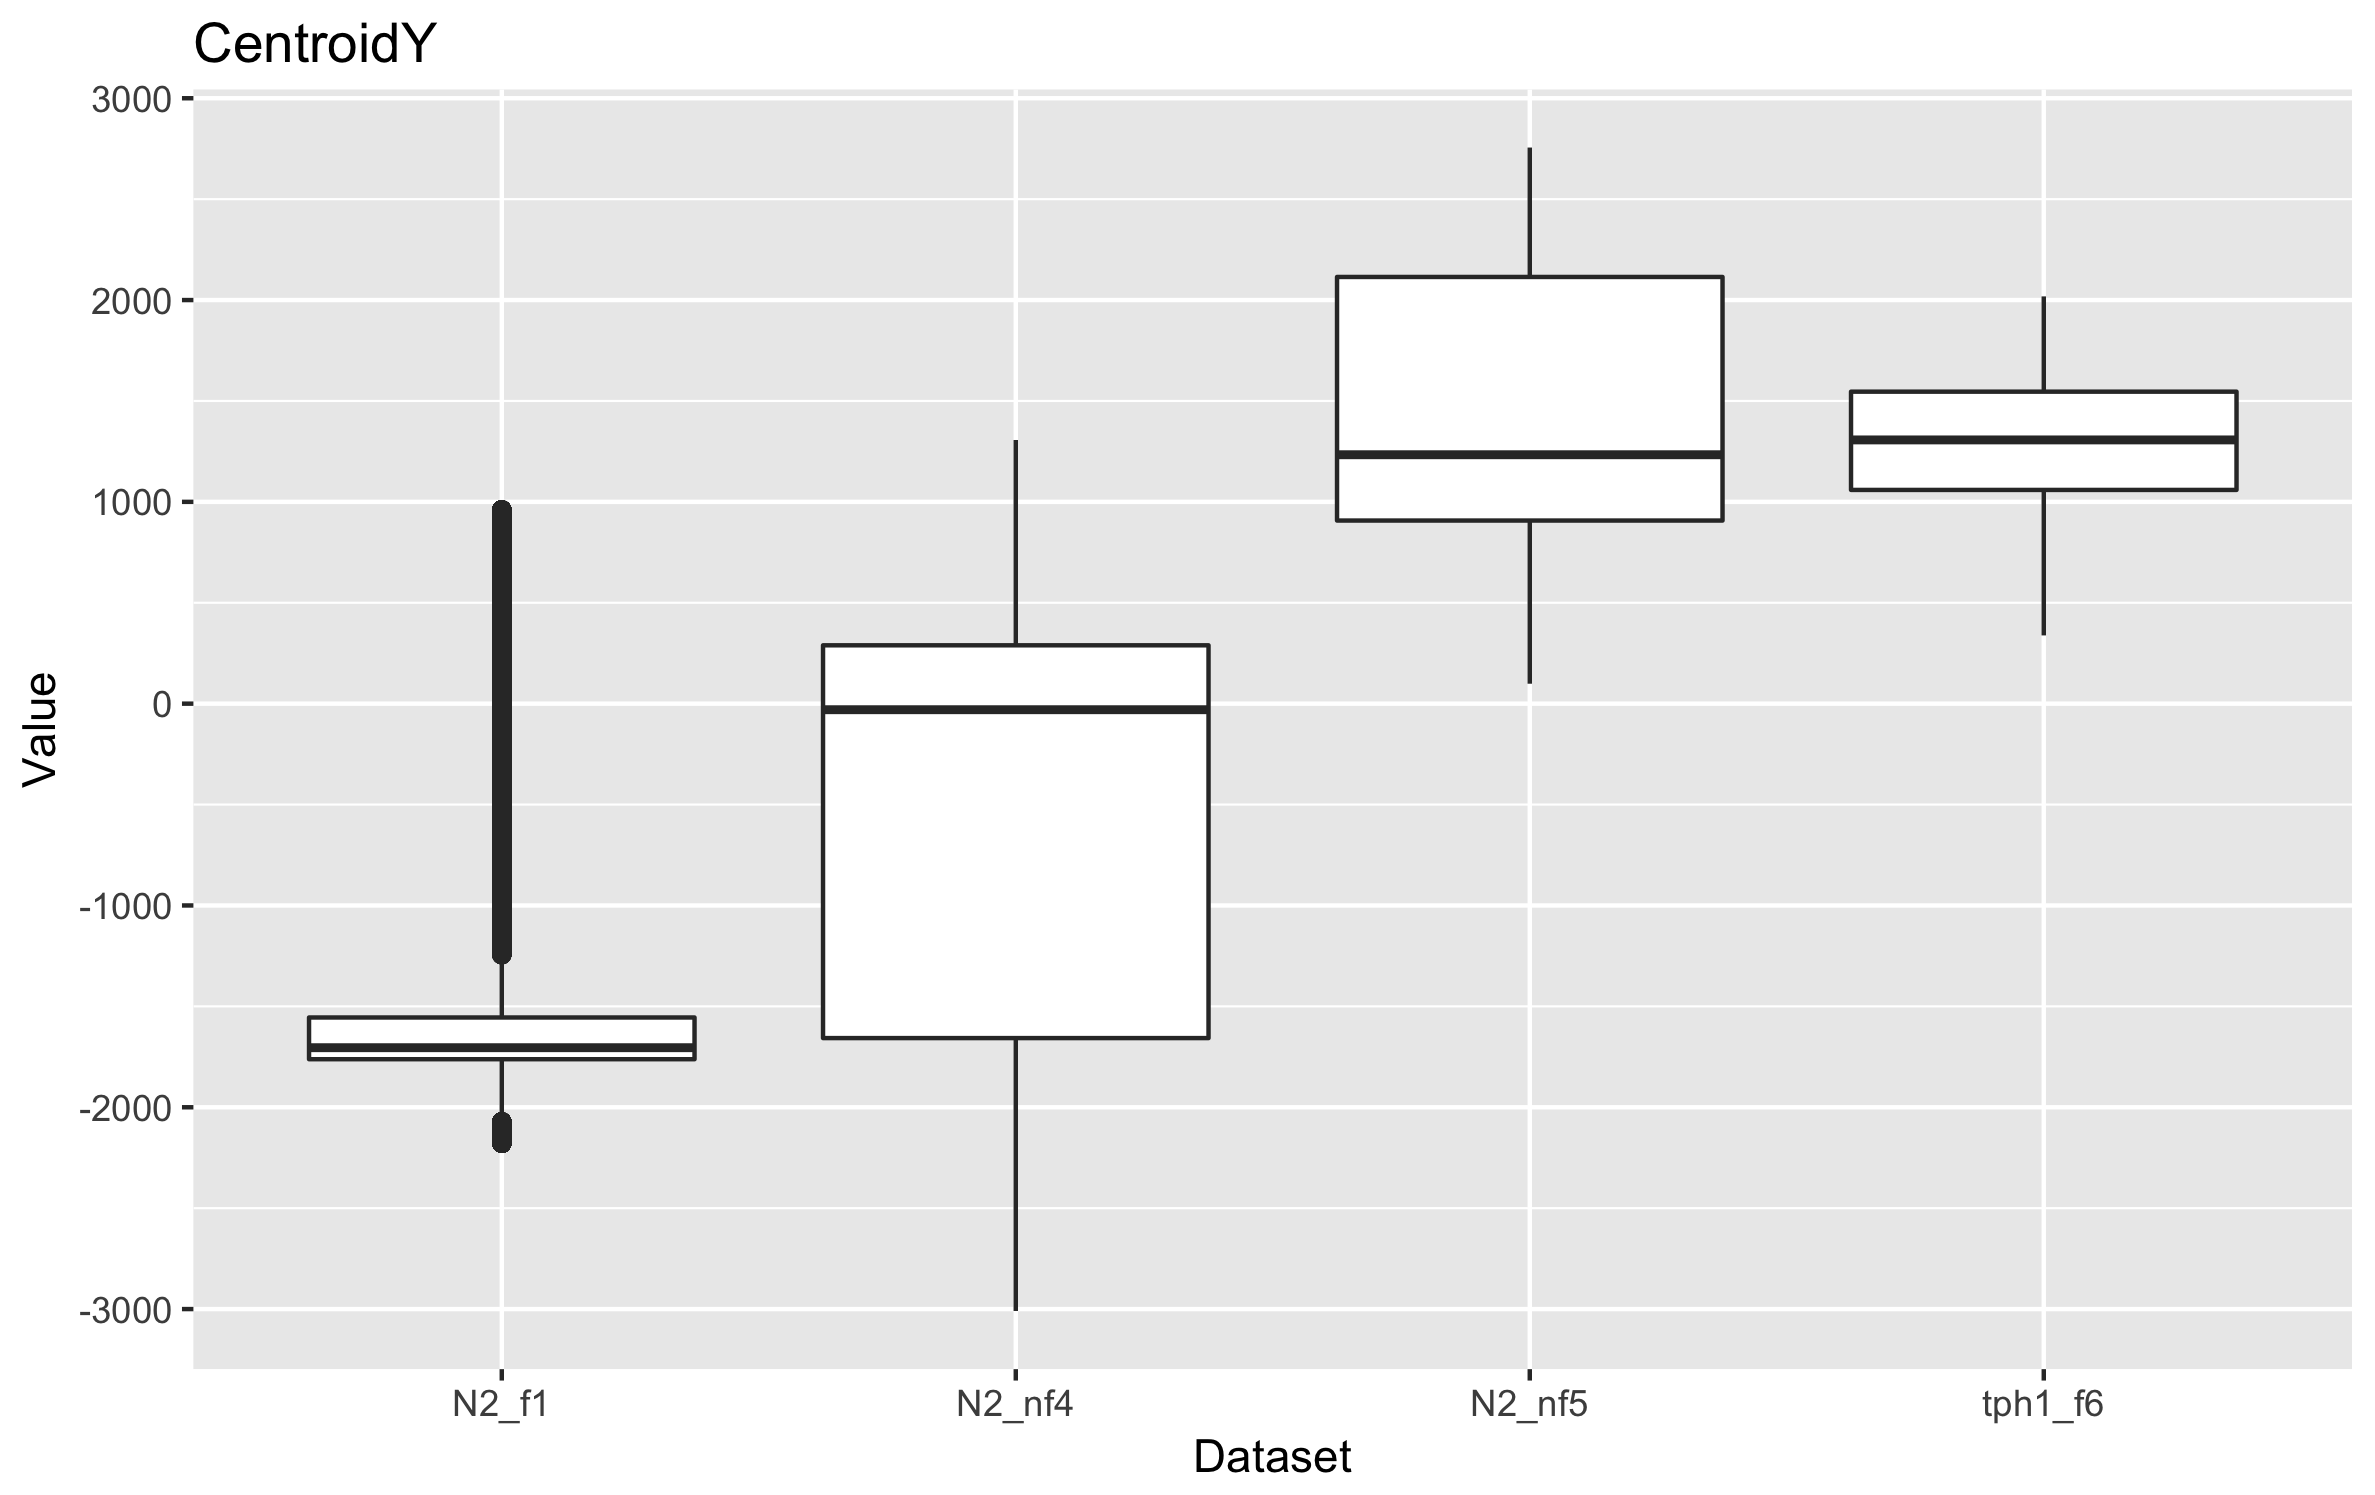 CentroidY
3000
2000
1000
0
-1000
-2000
-3000
Value
N2_f1
N2_nf4
N2_nf5
tph1_f6
Dataset